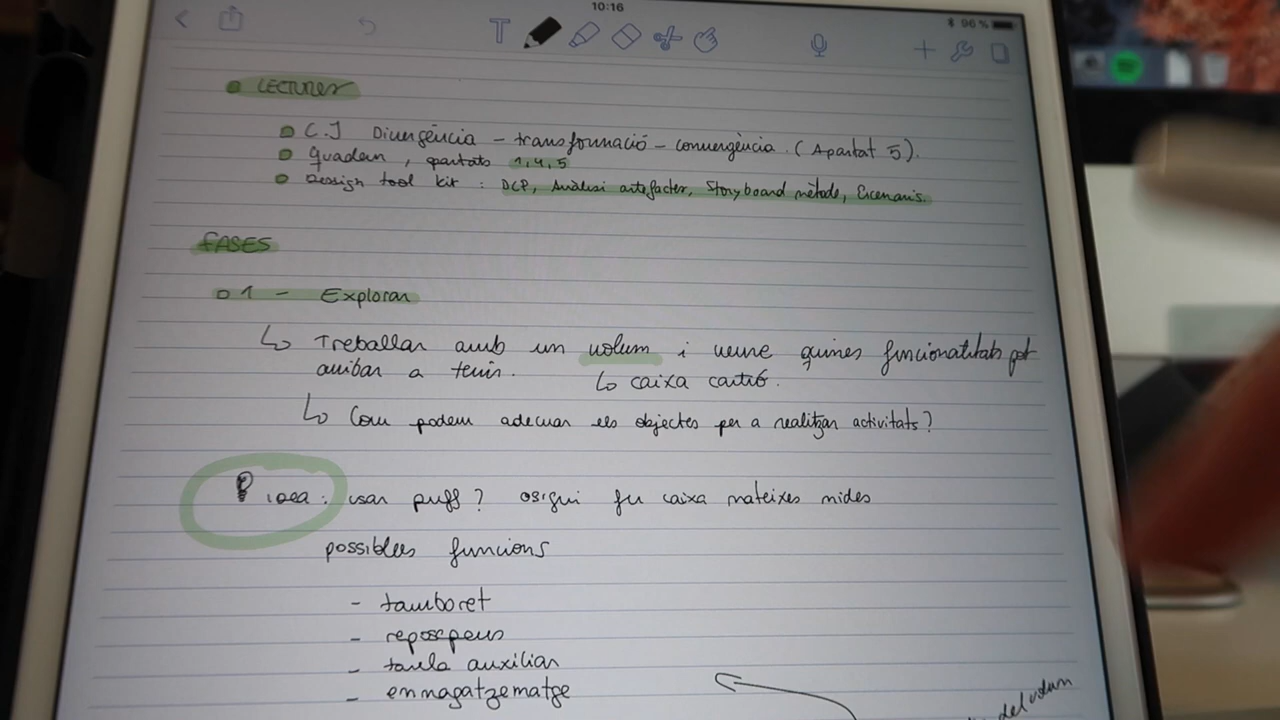 10:16
96 %
LECTURES
C.J Divergència - transformació - convergència. (Apartat 5).
Quadern, apartats 1,4,5
Design tool kit : DCP, Anàlisi artefactes, Storyboard mètode, Escenaris.
FASES
1 - Explorar
Treballar amb un volum i veure quines funcionalitats pot
arribar a tenir.
caixa cartró.
Com podem adecuar els objectes per a realitzar activitats?
idea : usar puff? osigui fer caixa mateixes mides
possibles funcions
- tamboret
- reposapeus
- taula auxiliar
- emmagatzematge
del volum